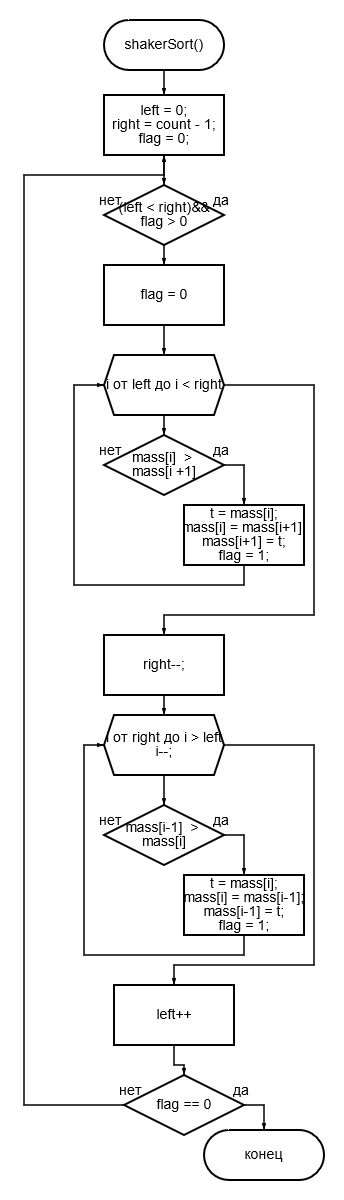 shakerSort()
left = 0;
right = count - 1;
flag = 0;
нет
да
(left < right)&&
flag > 0
flag = 0
i от left до i < right
нет
да
mass[i]  >
mass[i +1]
t = mass[i];
mass[i] = mass[i+1]
mass[i+1] = t;
flag = 1;
right--;
i от right до i > left
i--;
нет
да
mass[i-1]  >
mass[i]
t = mass[i];
mass[i] = mass[i-1];
mass[i-1] = t;
flag = 1;
left++
нет
да
flag == 0
конец